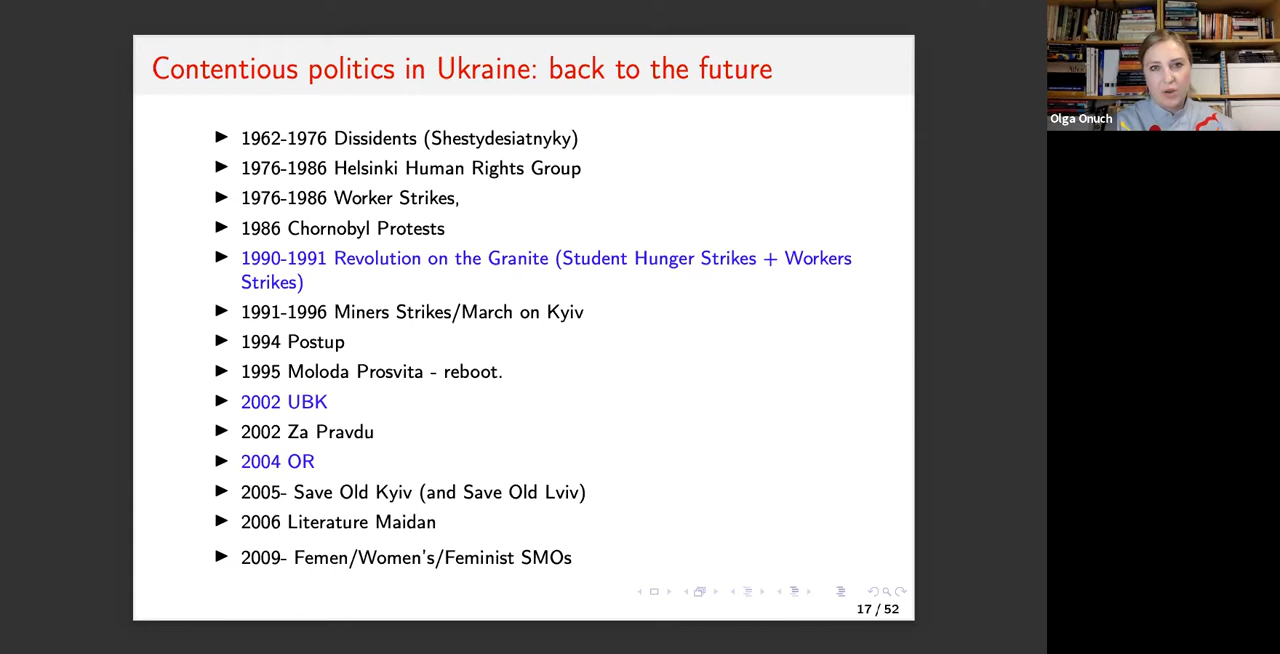 Contentious politics in Ukraine: back to the future
▶ 1962-1976 Dissidents (Shestydesiatnyky)
▶ 1976-1986 Helsinki Human Rights Group
▶ 1976-1986 Worker Strikes,
▶ 1986 Chornobyl Protests
▶ 1990-1991 Revolution on the Granite (Student Hunger Strikes + Workers
Strikes)
▶ 1991-1996 Miners Strikes/March on Kyiv
▶ 1994 Postup
▶ 1995 Moloda Prosvita - reboot.
▶ 2002 UBK
▶ 2002 Za Pravdu
▶ 2004 OR
▶ 2005- Save Old Kyiv (and Save Old Lviv)
▶ 2006 Literature Maidan
▶ 2009- Femen/Women's/Feminist SMOs
17 / 52
Olga Onuch